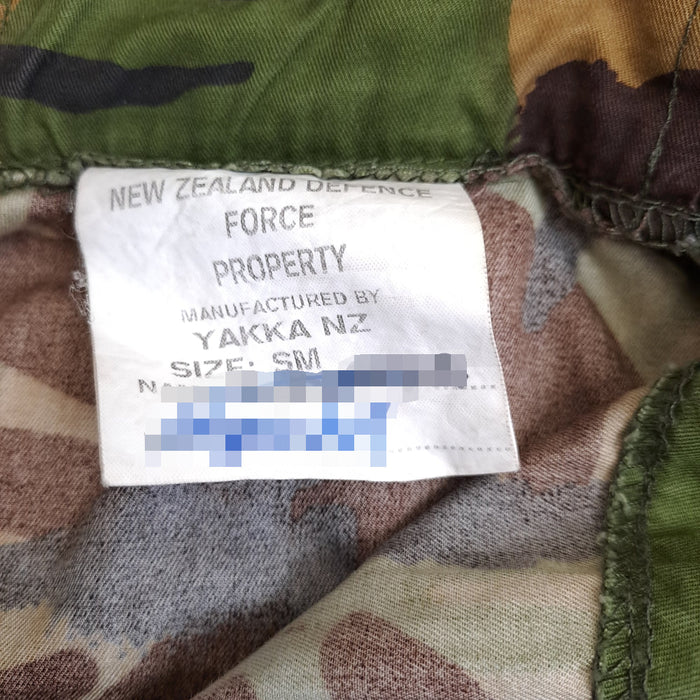 NEW ZEALAND DEFENCE
FORCE
PROPERTY
MANUFACTURED BY
YAKKA NZ
SIZE: SM